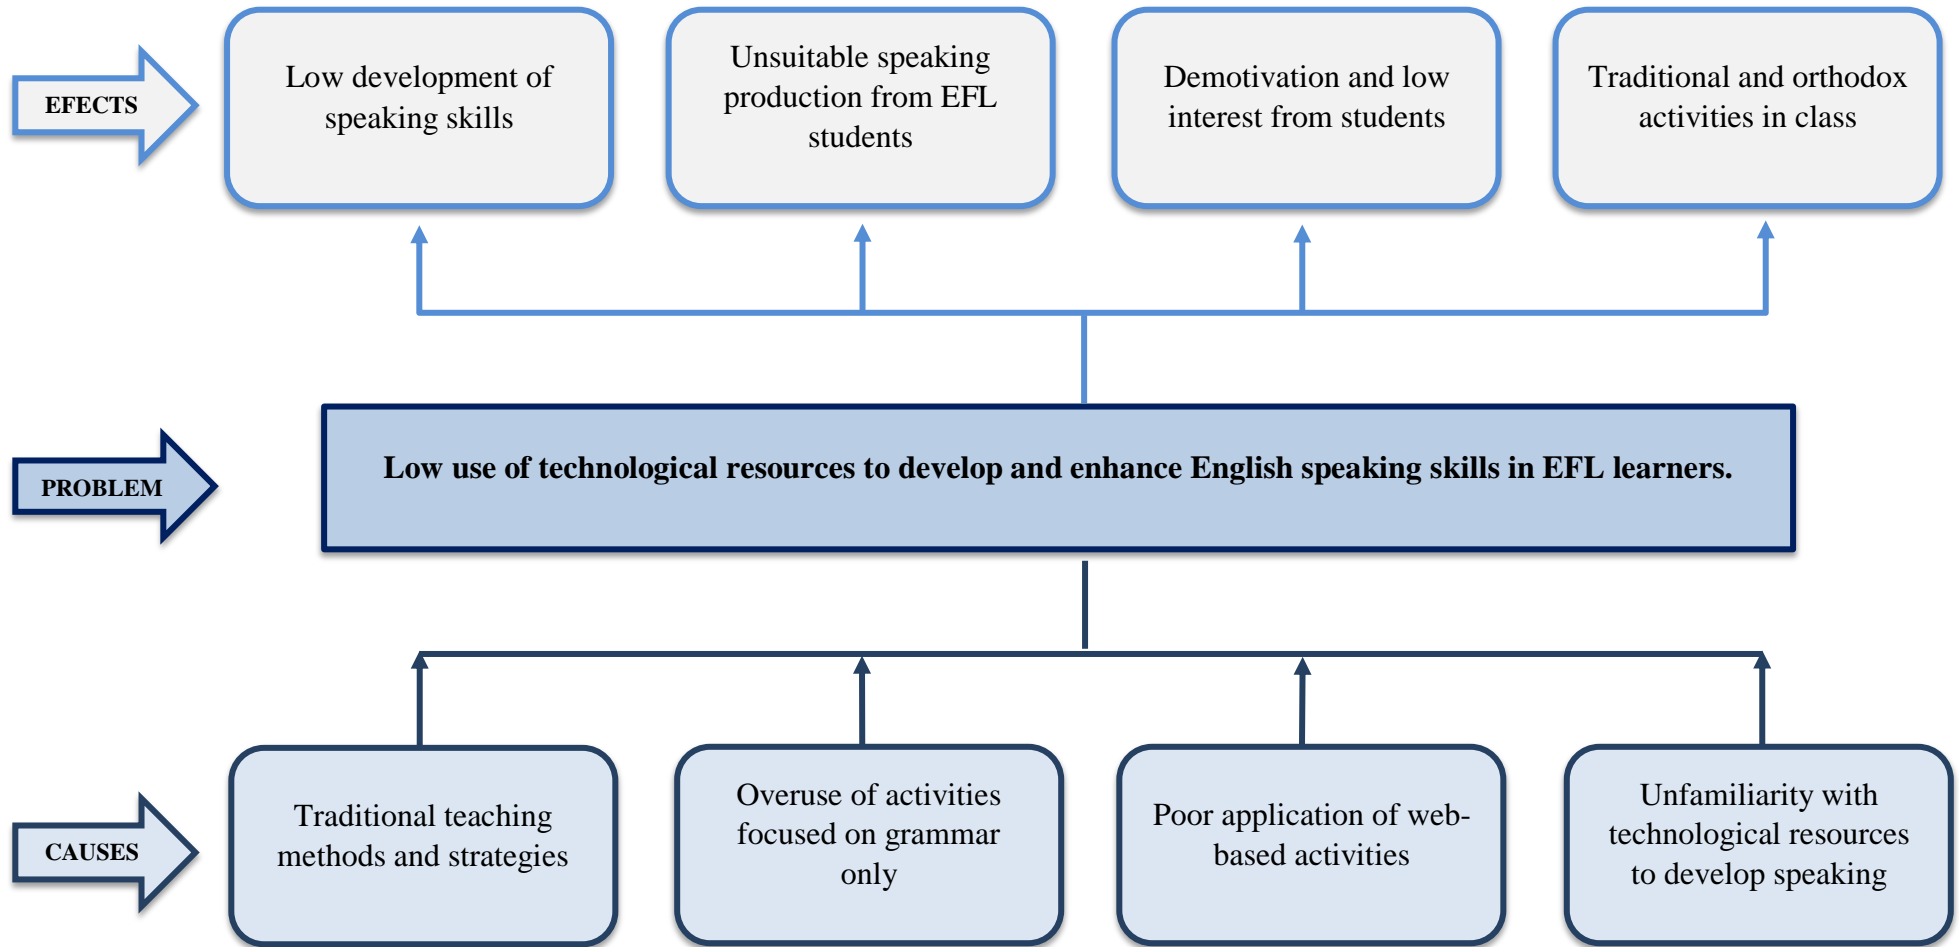 EFECTS
Low development of
speaking skills
Unsuitable speaking
production from EFL
students
Demotivation and low
interest from students
Traditional and orthodox
activities in class
PROBLEM
Low use of technological resources to develop and enhance English speaking skills in EFL learners.
CAUSES
Traditional teaching
methods and strategies
Overuse of activities
focused on grammar
only
Poor application of web-
based activities
Unfamiliarity with
technological resources
to develop speaking